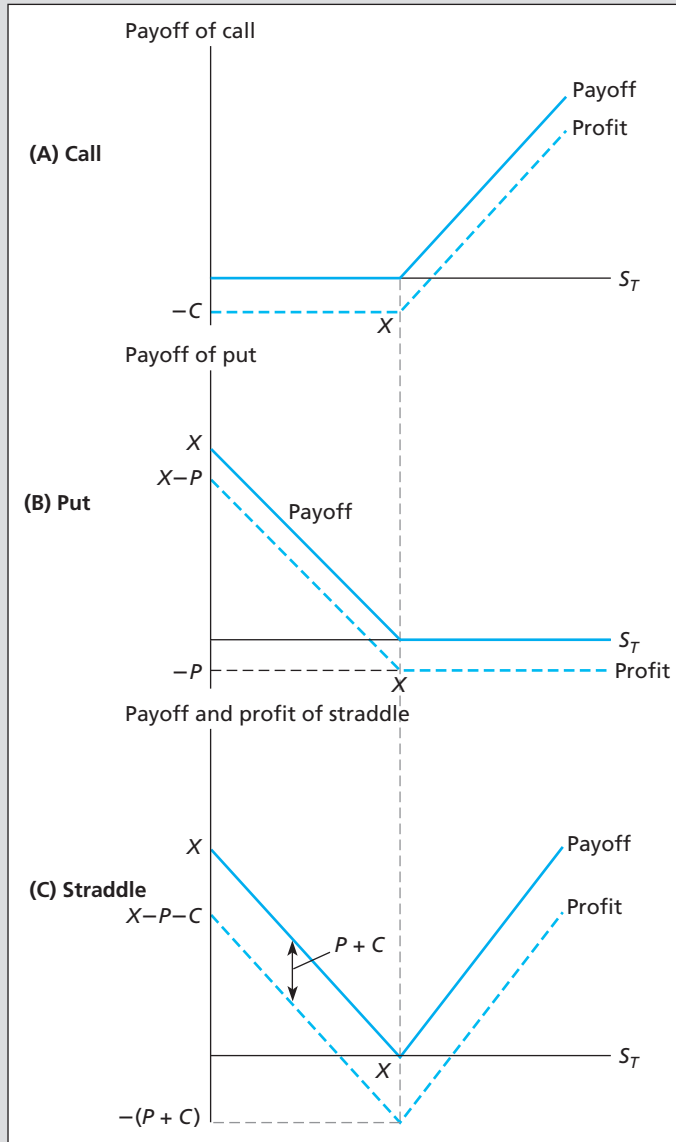 Payoff of call
Payoff
Profit
(A) Call
S_T
−C
X
Payoff of put
X
X−P
(B) Put
Payoff
S_T
−P
X
Profit
Payoff and profit of straddle
X
Payoff
(C) Straddle
X−P−C
Profit
P + C
X
S_T
−(P + C)